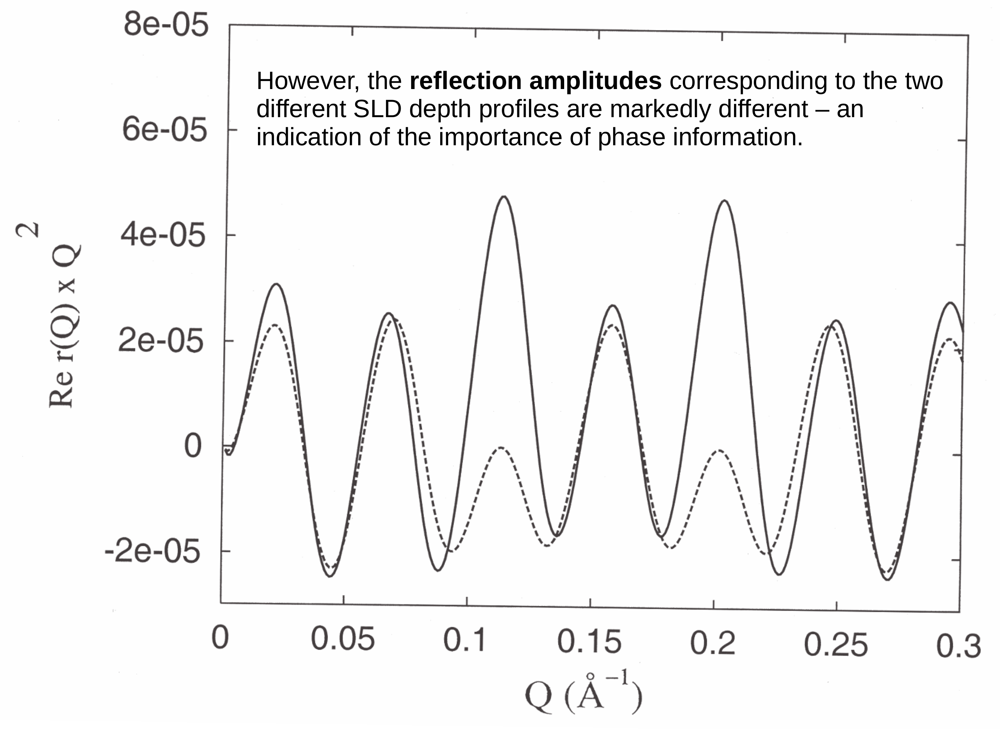 8e-05
However, the reflection amplitudes corresponding to the two
different SLD depth profiles are markedly different – an
indication of the importance of phase information.
6e-05
4e-05
2e-05
0
-2e-05
Re r(Q) x Q 2
0 0.05 0.1 0.15 0.2 0.25 0.3
Q (Å −1)